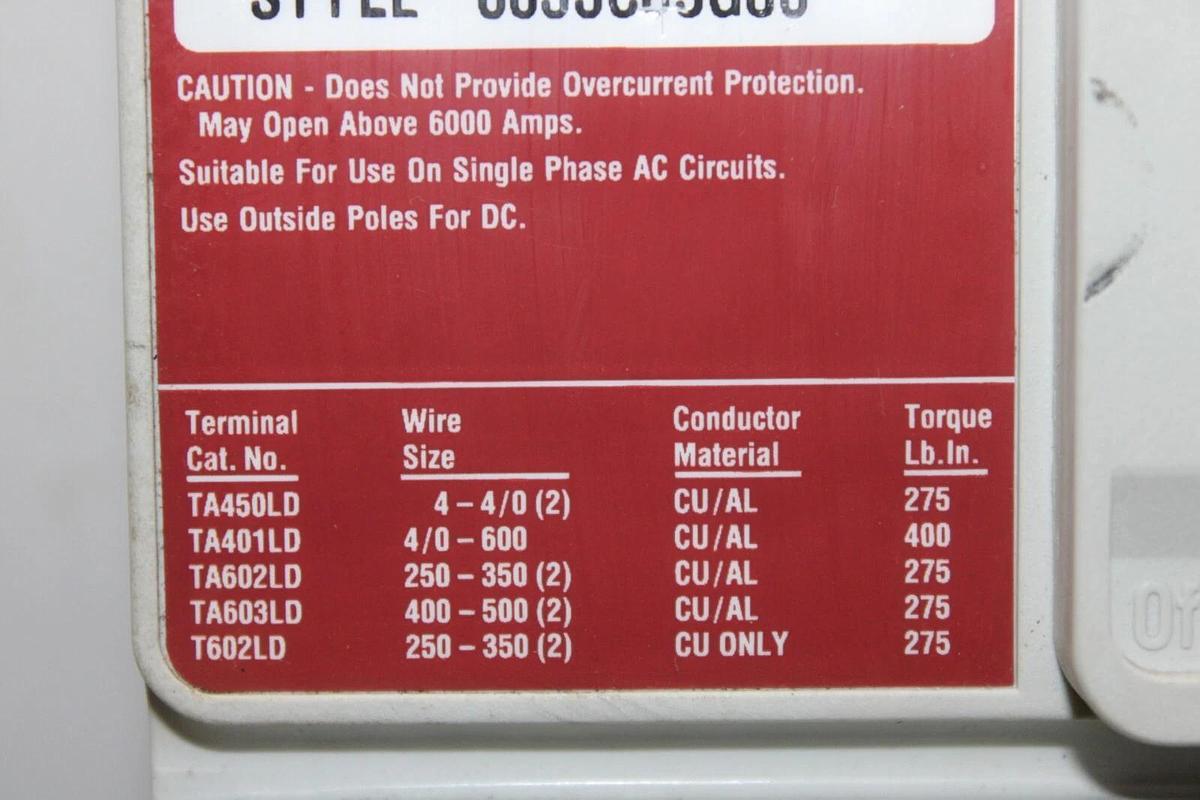 STYLE
CAUTION - Does Not Provide Overcurrent Protection.
May Open Above 6000 Amps.
Suitable For Use On Single Phase AC Circuits.
Use Outside Poles For DC.
Terminal Wire Conductor Torque
Cat. No. Size Material Lb.In.
TA450LD 4 – 4/0 (2) CU/AL 275
TA401LD 4/0 – 600 CU/AL 400
TA602LD 250 – 350 (2) CU/AL 275
TA603LD 400 – 500 (2) CU/AL 275
T602LD 250 – 350 (2) CU ONLY 275